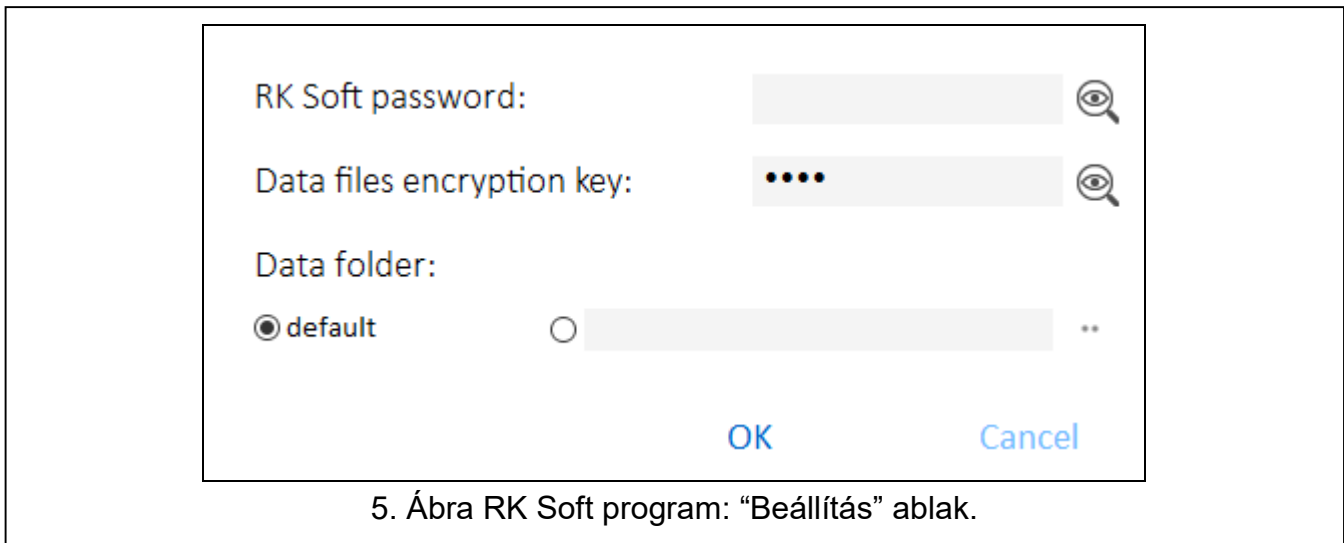 RK Soft password:
Data files encryption key: ••••
Data folder:
default ••
OK Cancel
5. Ábra RK Soft program: “Beállítás” ablak.